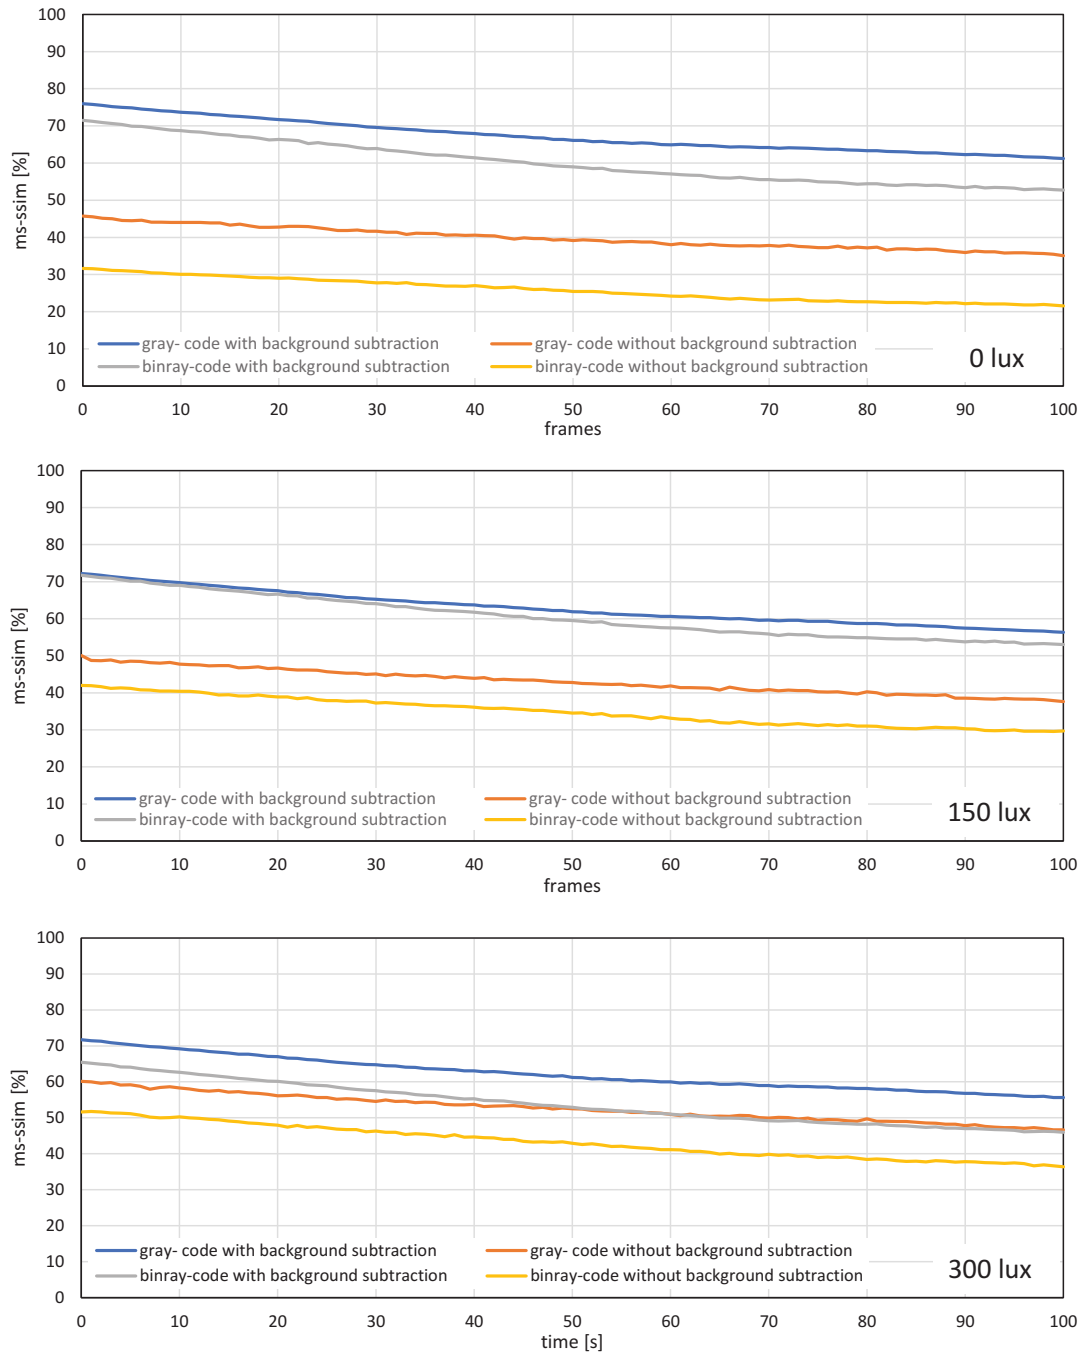 100
90
80
70
60
50
40
30
20
10
0
ms-ssim [%]
gray- code with background subtraction
gray- code without background subtraction
binray-code with background subtraction
binray-code without background subtraction
0 lux
0 10 20 30 40 50 60 70 80 90 100
frames
100
90
80
70
60
50
40
30
20
10
0
ms-ssim [%]
gray- code with background subtraction
gray- code without background subtraction
binray-code with background subtraction
binray-code without background subtraction
150 lux
0 10 20 30 40 50 60 70 80 90 100
frames
100
90
80
70
60
50
40
30
20
10
0
ms-ssim [%]
gray- code with background subtraction
gray- code without background subtraction
binray-code with background subtraction
binray-code without background subtraction
300 lux
0 10 20 30 40 50 60 70 80 90 100
time [s]